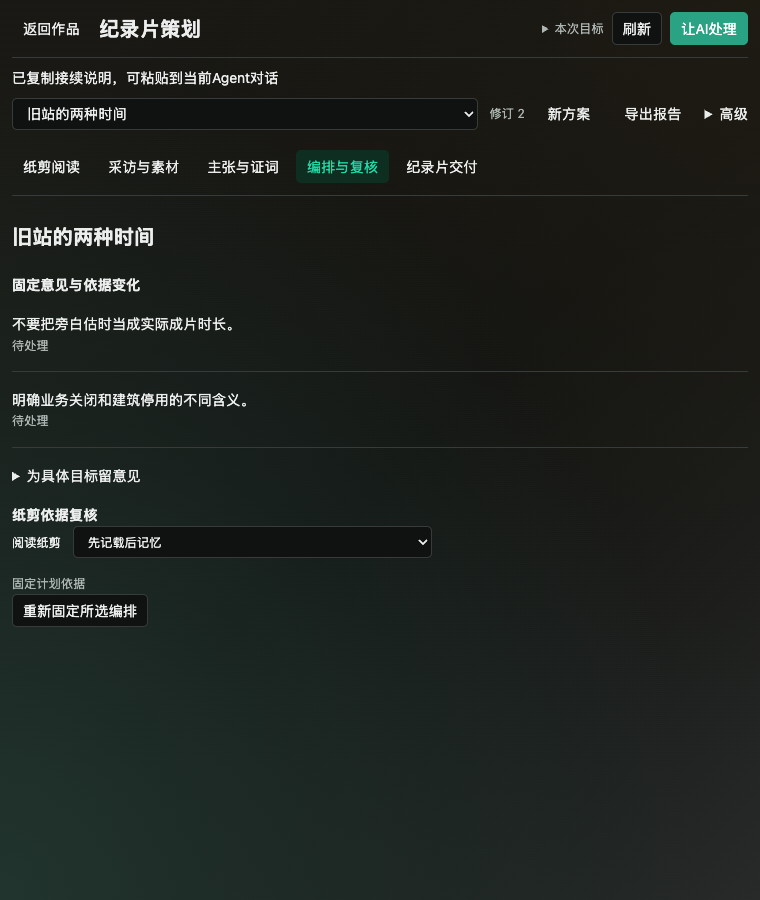 返回作品 纪录片策划 ▶ 本次目标 刷新 让AI处理
已复制接续说明，可粘贴到当前Agent对话
旧站的两种时间 修订 2 新方案 导出报告 ▶ 高级
纸剪阅读 采访与素材 主张与证词 编排与复核 纪录片交付
旧站的两种时间
固定意见与依据变化
不要把旁白估时当成实际成片时长。
待处理
明确业务关闭和建筑停用的不同含义。
待处理
▶ 为具体目标留意见
纸剪依据复核
阅读纸剪 先记载后记忆
固定计划依据
重新固定所选编排